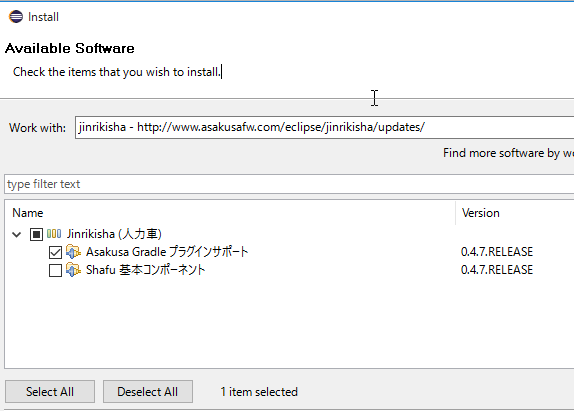 Install
Available Software
Check the items that you wish to install.
Work with: jinrikisha - http://www.asakusafw.com/eclipse/jinrikisha/updates/
Find more software by
type filter text
Name Version
Jinrikisha (人力車)
Asakusa Gradle プラグインサポート 0.4.7.RELEASE
Shafu 基本コンポーネント 0.4.7.RELEASE
Select All Deselect All 1 item selected